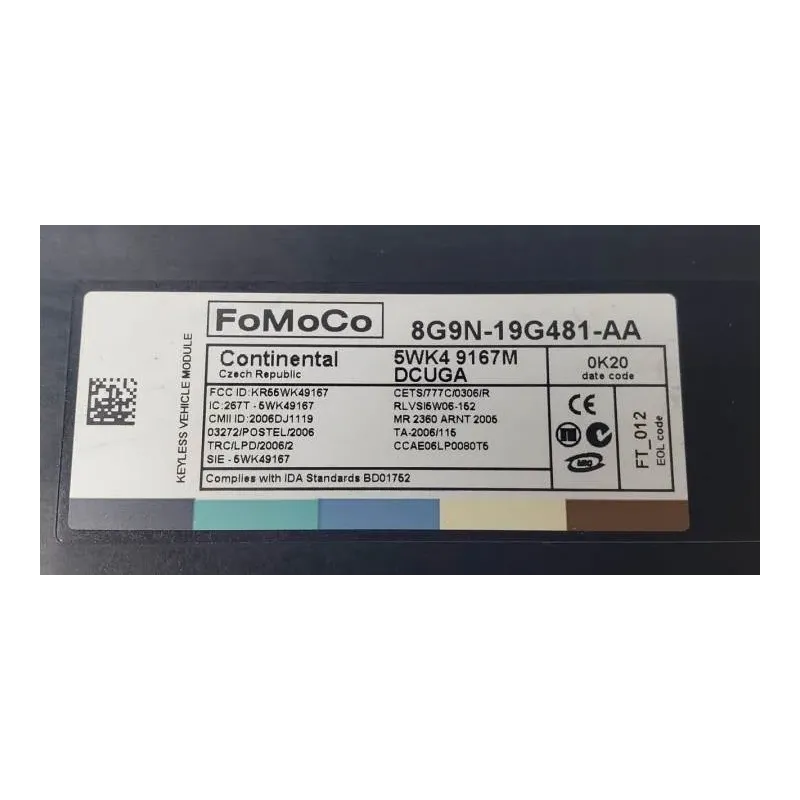 KEYLESS VEHICLE MODULE
FoMoCo
8G9N-19G481-AA
Continental
Czech Republic
5WK4 9167M
DCUGA
0K20
date code
FCC ID:KR55WK49167
IC:267T - 5WK49167
CMII ID:2006DJ1119
03272/POSTEL/2006
TRC/LPD/2006/2
SIE - 5WK49167
CETS/777C/0306/R
RLVSI5W06-152
MR 2360 ARNT 2005
TA-2006/115
CCAE06LP0080T5
CE
FT_012
EOL code
Complies with IDA Standards BD01752